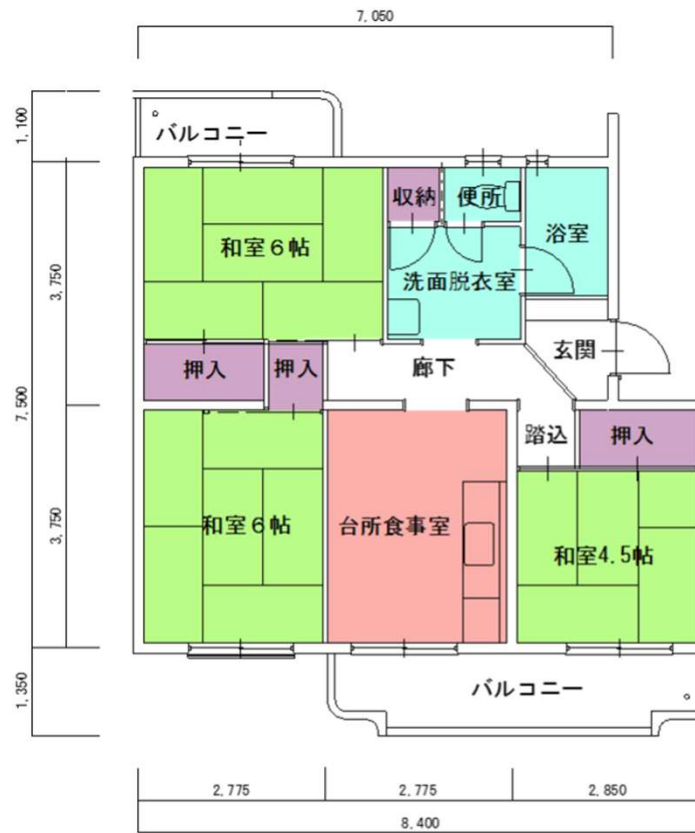 7,050
1,100
バルコニー
収納
便所
浴室
和室6帖
3,750
洗面脱衣室
玄関
押入
押入
廊下
7,500
踏込
押入
和室6帖
台所食事室
3,750
和室4.5帖
バルコニー
1,350
2,775
2,775
2,850
8,400